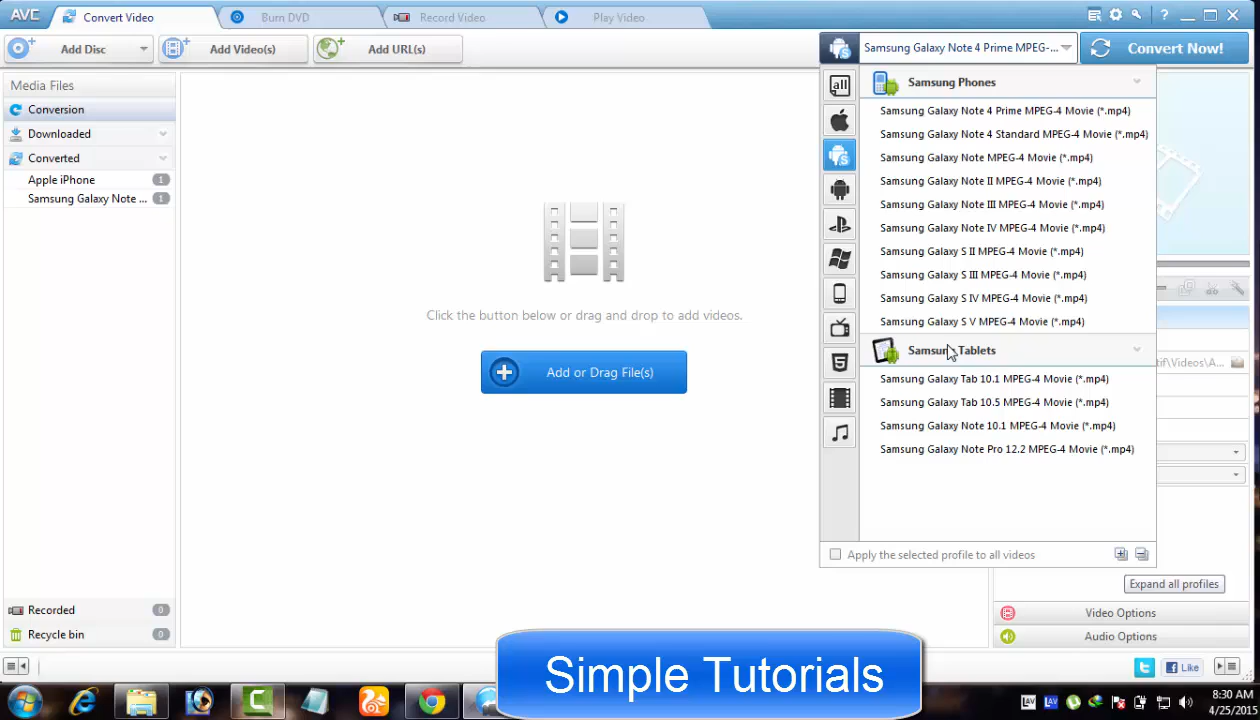 AVC
Convert Video
Burn DVD
Record Video
Play Video
?
Add Disc
Add Video(s)
Add URL(s)
Samsung Galaxy Note 4 Prime MPEG-...
Convert Now!
Media Files
Conversion
Downloaded
Converted
Apple iPhone 1
Samsung Galaxy Note ... 1
Click the button below or drag and drop to add videos.
Add or Drag File(s)
all
Samsung Phones
Samsung Galaxy Note 4 Prime MPEG-4 Movie (*.mp4)
Samsung Galaxy Note 4 Standard MPEG-4 Movie (*.mp4)
Samsung Galaxy Note MPEG-4 Movie (*.mp4)
Samsung Galaxy Note II MPEG-4 Movie (*.mp4)
Samsung Galaxy Note III MPEG-4 Movie (*.mp4)
Samsung Galaxy Note IV MPEG-4 Movie (*.mp4)
Samsung Galaxy S II MPEG-4 Movie (*.mp4)
Samsung Galaxy S III MPEG-4 Movie (*.mp4)
Samsung Galaxy S IV MPEG-4 Movie (*.mp4)
Samsung Galaxy S V MPEG-4 Movie (*.mp4)
Samsung Tablets
Samsung Galaxy Tab 10.1 MPEG-4 Movie (*.mp4)
Samsung Galaxy Tab 10.5 MPEG-4 Movie (*.mp4)
Samsung Galaxy Note 10.1 MPEG-4 Movie (*.mp4)
Samsung Galaxy Note Pro 12.2 MPEG-4 Movie (*.mp4)
Apply the selected profile to all videos
tif\Videos\A...
Expand all profiles
Video Options
Audio Options
Recorded 0
Recycle bin 0
Like
Simple Tutorials
LAV
LAV
8:30 AM
4/25/2015